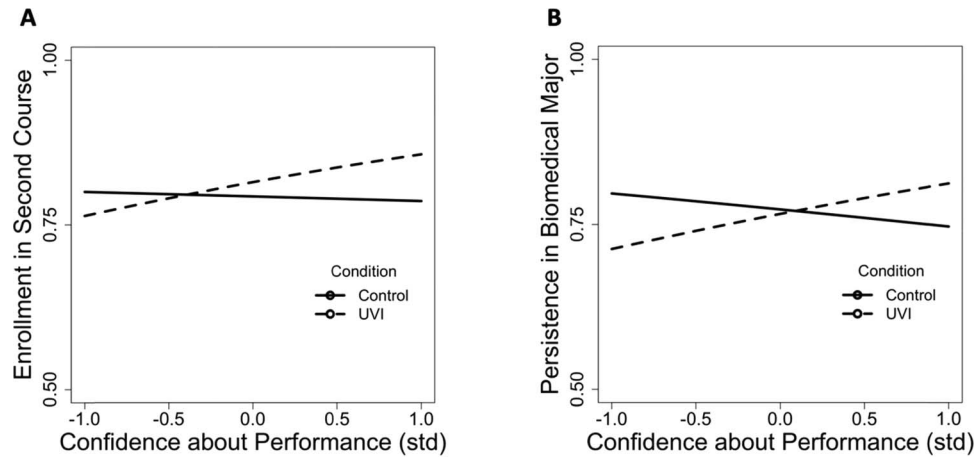 A
Enrollment in Second Course
1.00
0.75
0.50
Condition
Control
UVI
-1.0 -0.5 0.0 0.5 1.0
Confidence about Performance (std)
B
Persistence in Biomedical Major
1.00
0.75
0.50
Condition
Control
UVI
-1.0 -0.5 0.0 0.5 1.0
Confidence about Performance (std)